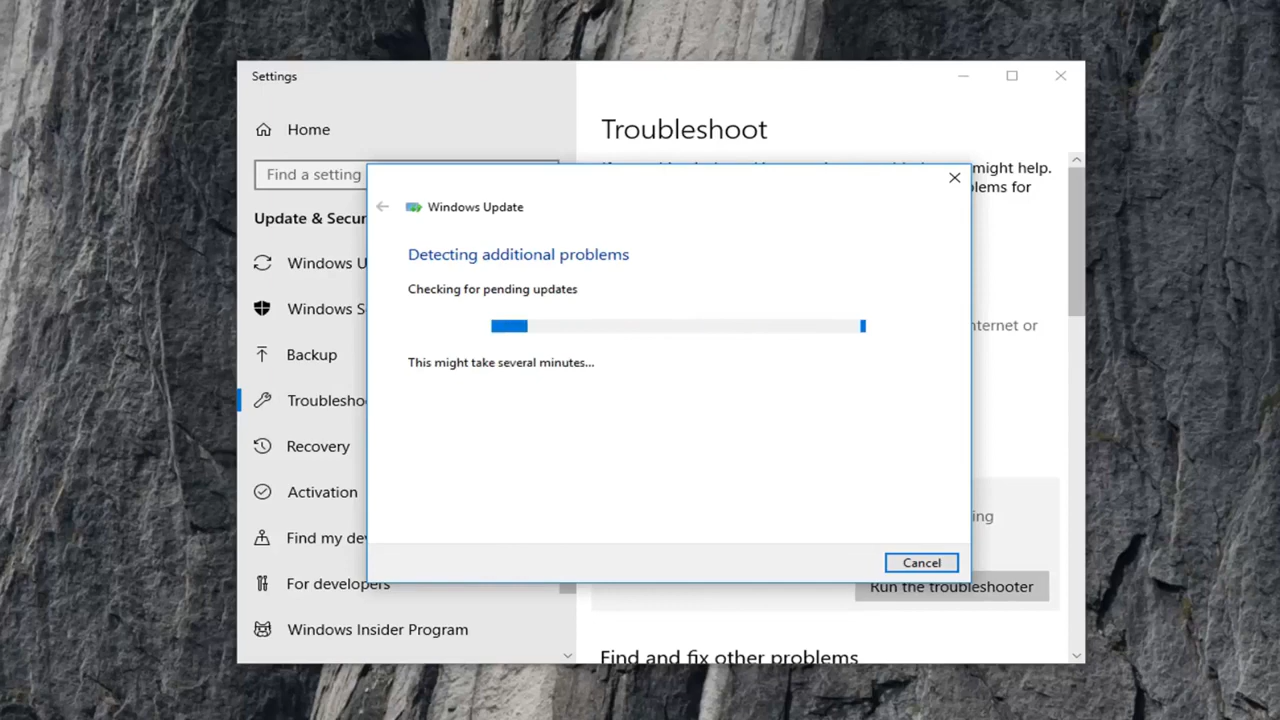 Settings
Home
Find a setting
Update & Secur
Windows U
Windows S
Backup
Troublesho
Recovery
Activation
Find my dev
For developers
Windows Insider Program
Troubleshoot
might help.
blems for
nternet or
ing
Run the troubleshooter
Find and fix other problems
Windows Update
Detecting additional problems
Checking for pending updates
This might take several minutes...
Cancel